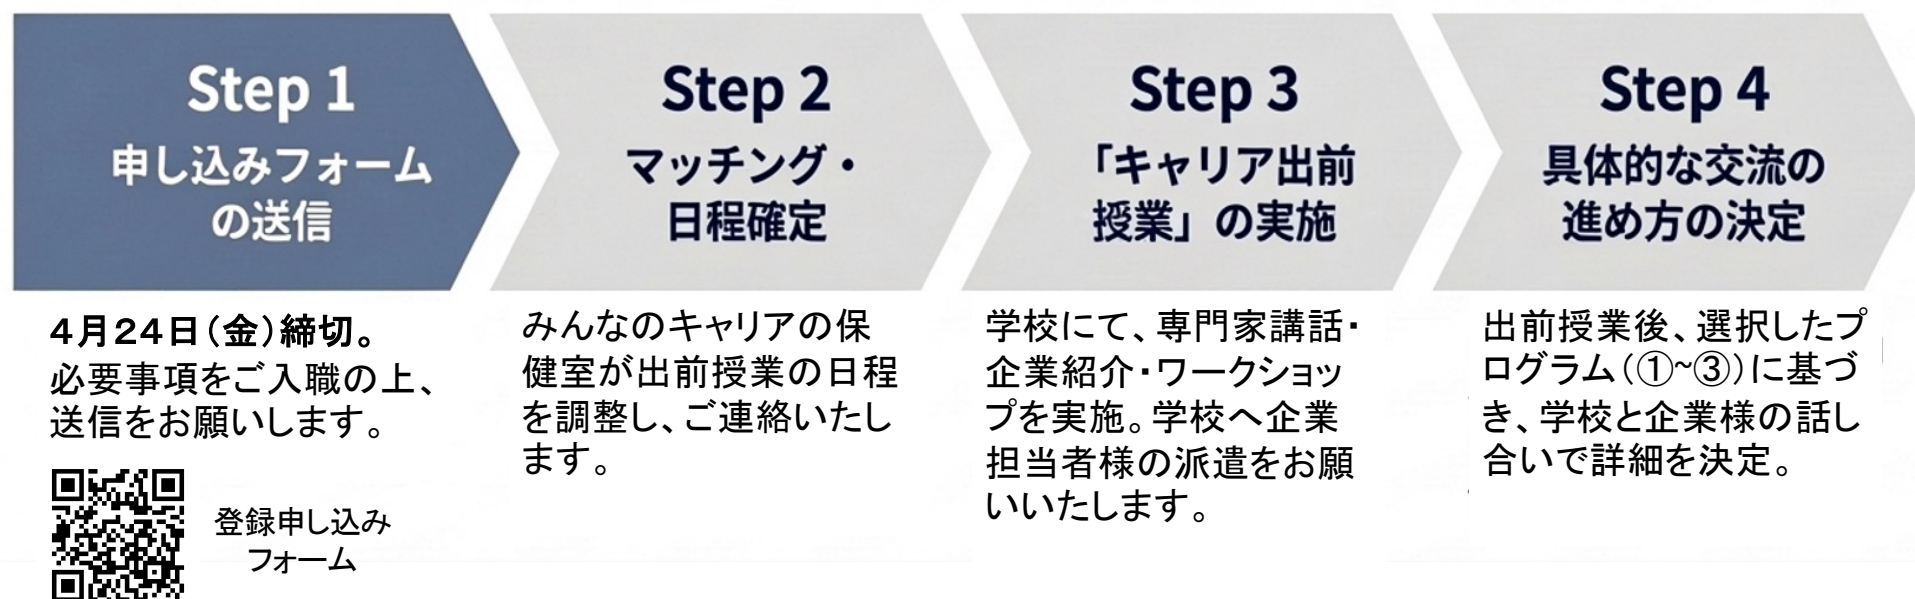 Step 1
申し込みフォーム
の送信
4月24日(金)締切。
必要事項をご入職の上、
送信をお願いします。
登録申し込み
フォーム
Step 2
マッチング・
日程確定
みんなのキャリアの保
健室が出前授業の日程
を調整し、ご連絡いたし
ます。
Step 3
「キャリア出前
授業」の実施
学校にて、専門家講話・
企業紹介・ワークショッ
プを実施。学校へ企業
担当者様の派遣をお願
いいたします。
Step 4
具体的な交流の
進め方の決定
出前授業後、選択したプ
ログラム(①~③)に基づ
き、学校と企業様の話し
合いで詳細を決定。